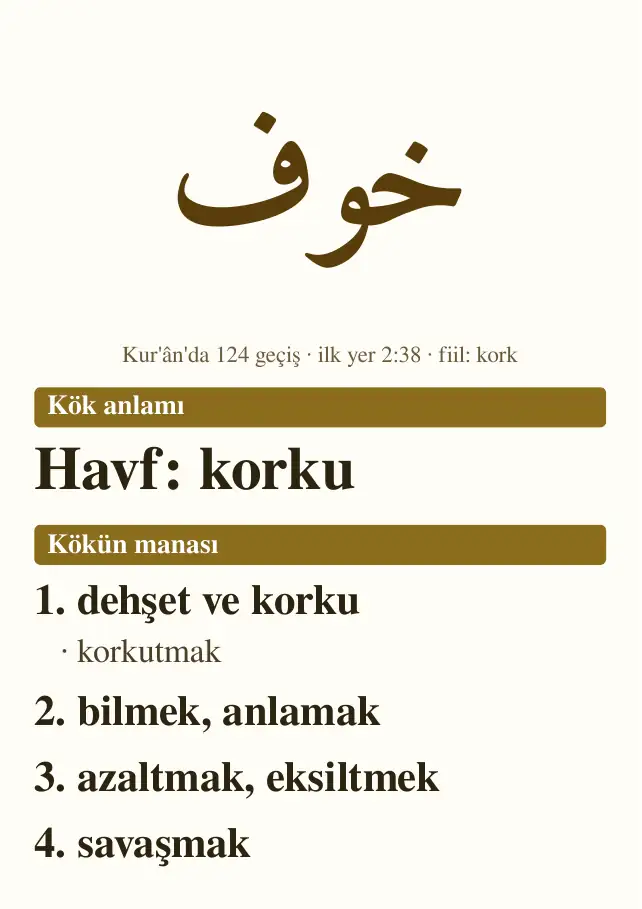 خوف
Kur'ân'da 124 geçiş · ilk yer 2:38 · fiil: kork
Kök anlamı
Havf: korku
Kökün manası
1. dehşet ve korku
· korkutmak
2. bilmek, anlamak
3. azaltmak, eksiltmek
4. savaşmak